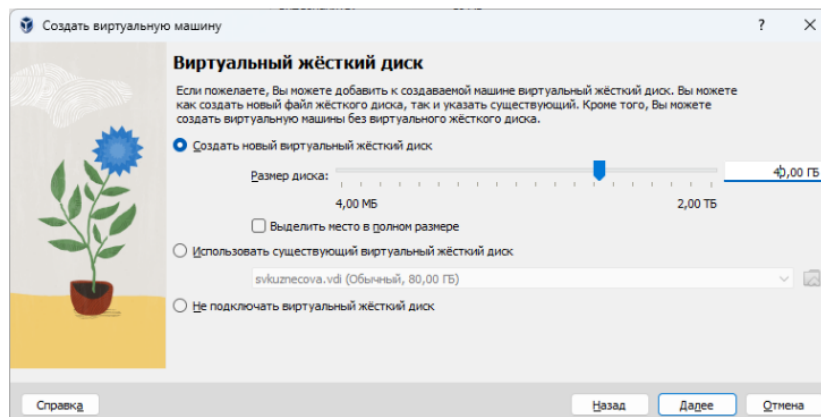 Создать виртуальную машину
?
Виртуальный жёсткий диск
Если пожелаете, Вы можете добавить к создаваемой машине виртуальный жёсткий диск. Вы можете
как создать новый файл жёсткого диска, так и указать существующий. Кроме того, Вы можете
создать виртуальную машины без виртуального жёсткого диска.
Создать новый виртуальный жёсткий диск
Размер диска:
40,00 ГБ
4,00 МБ
2,00 ТБ
Выделить место в полном размере
Использовать существующий виртуальный жёсткий диск
svkuznecova.vdi (Обычный, 80,00 ГБ)
Не подключать виртуальный жёсткий диск
Справка
Назад
Далее
Отмена